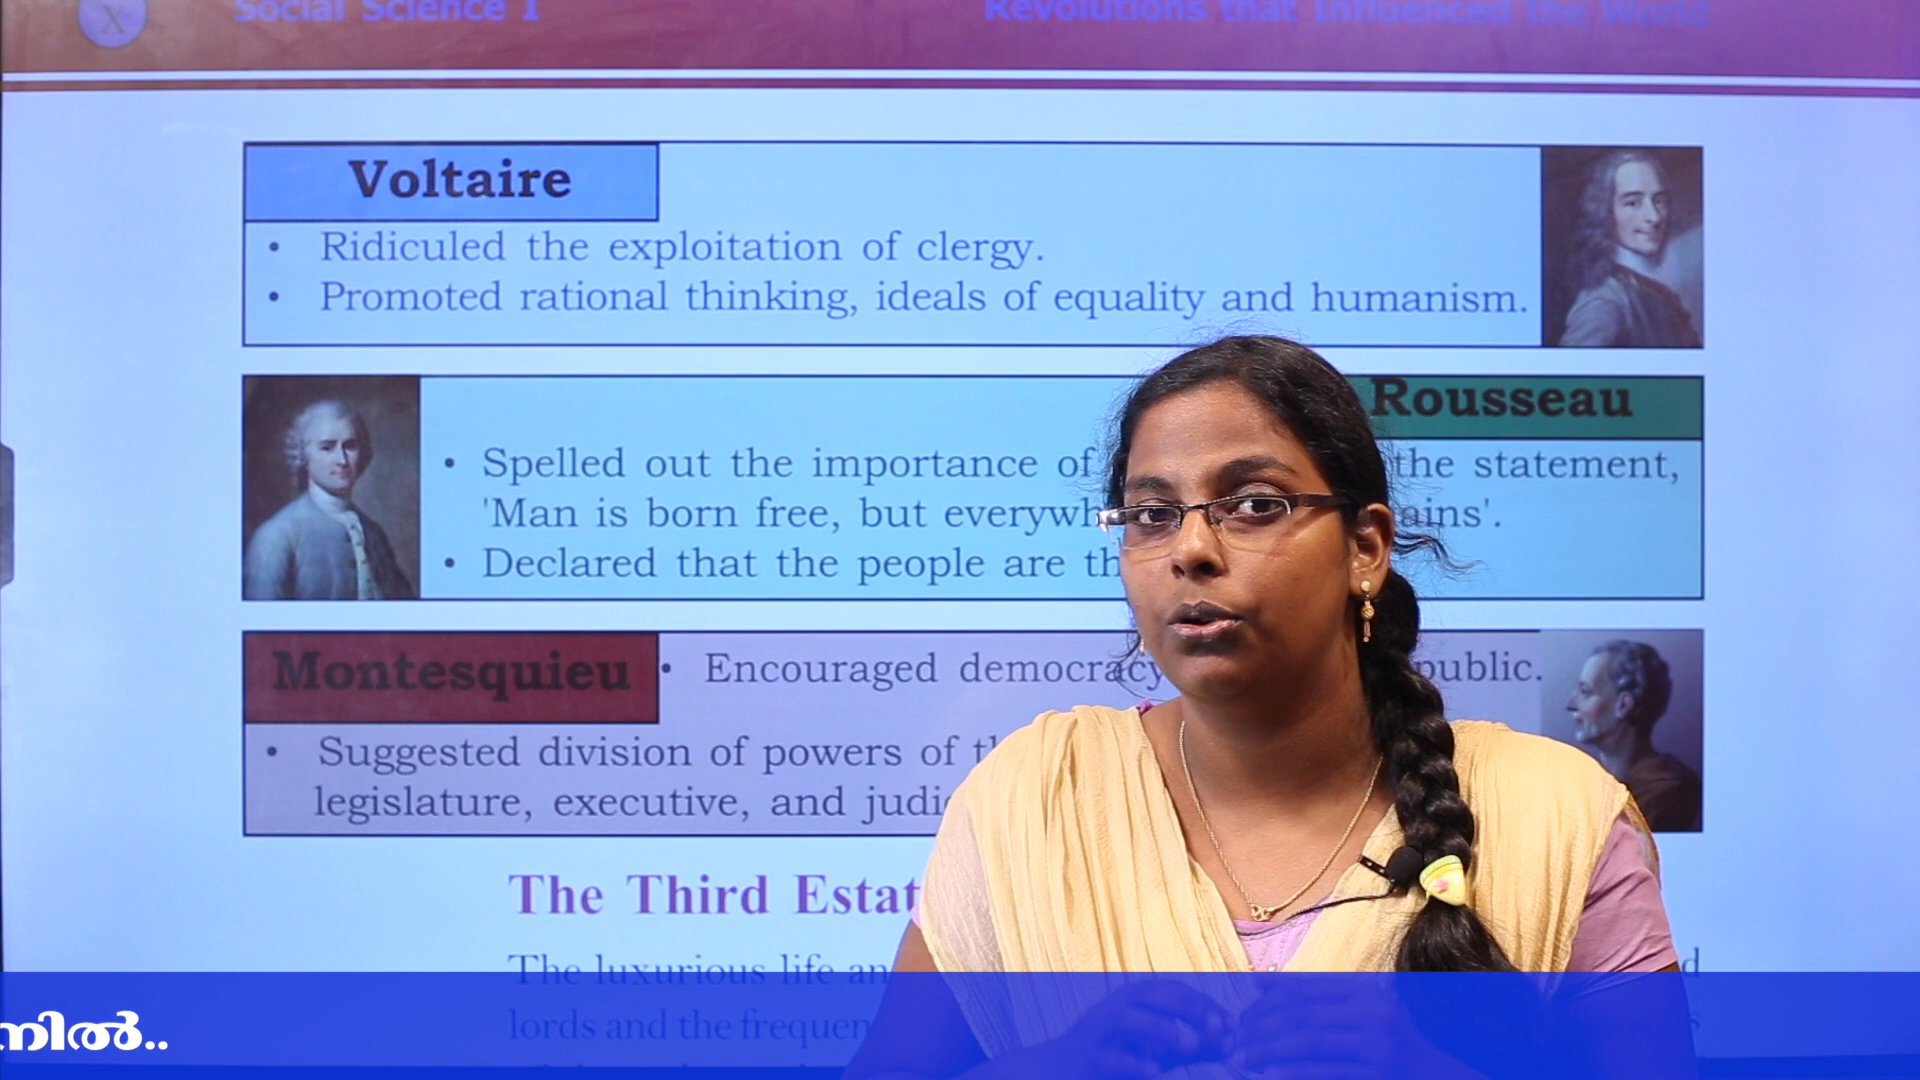 X
Social Science I
Revolutions that Influenced the World
Voltaire
• Ridiculed the exploitation of clergy.
• Promoted rational thinking, ideals of equality and humanism.
Rousseau
• Spelled out the importance of the statement,
'Man is born free, but everywh ains'.
• Declared that the people are th
Montesquieu
• Encouraged democracy public.
• Suggested division of powers of th
legislature, executive, and judic
The Third Estat
The luxurious life an d
lords and the frequen s
നിൽ..